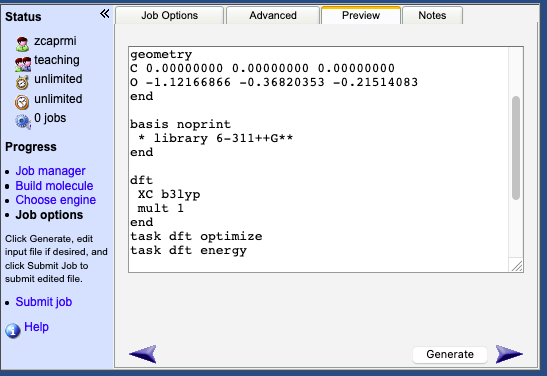 Status
zcaprmi
teaching
unlimited
unlimited
0 jobs
Progress
Job manager
Build molecule
Choose engine
Job options
Click Generate, edit
input file if desired, and
click Submit Job to
submit edited file.
Submit job
Help
Job Options Advanced Preview Notes
geometry
C 0.00000000 0.00000000 0.00000000
O -1.12166866 -0.36820353 -0.21514083
end
basis noprint
* library 6-311++G**
end
dft
XC b3lyp
mult 1
end
task dft optimize
task dft energy
Generate